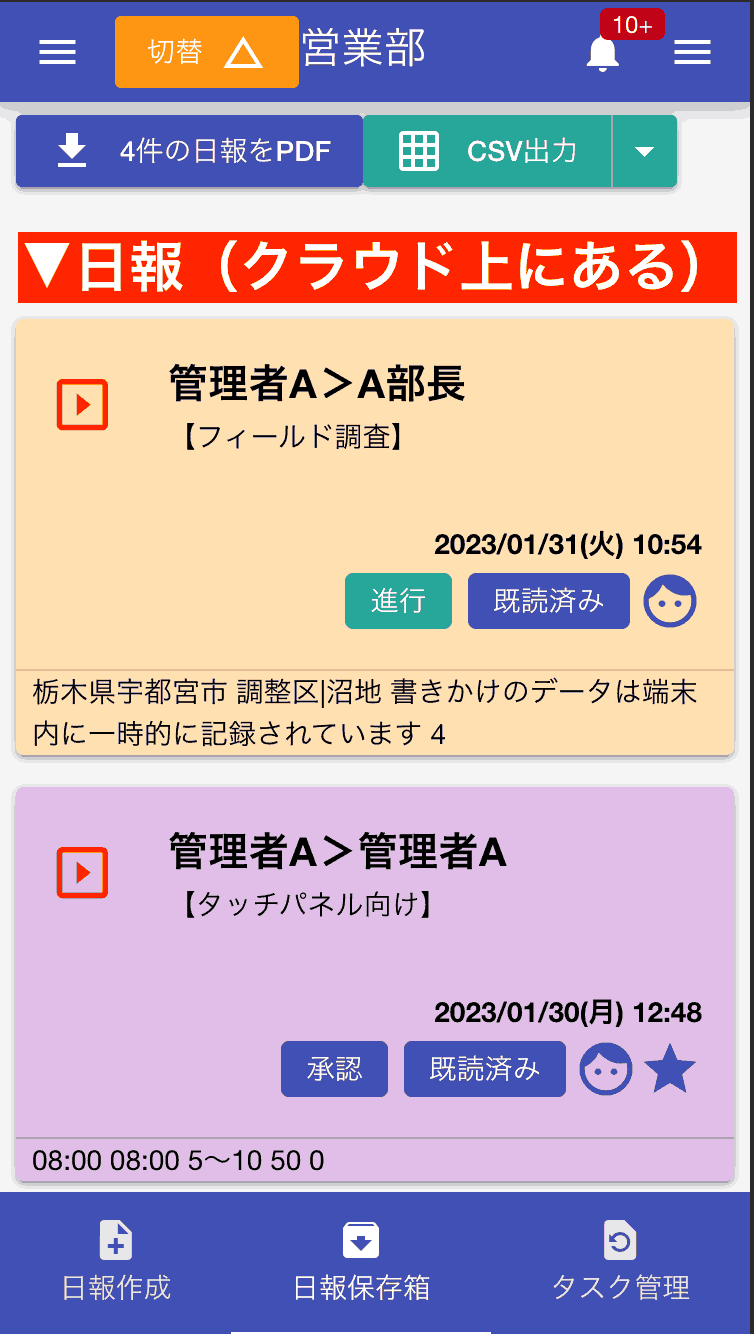 切替 営業部 10+
4件の日報をPDF CSV出力
▼日報（クラウド上にある）
管理者A＞A部長
【フィールド調査】
2023/01/31(火) 10:54
進行 既読済み
栃木県宇都宮市 調整区|沼地 書きかけのデータは端末
内に一時的に記録されています 4
管理者A＞管理者A
【タッチパネル向け】
2023/01/30(月) 12:48
承認 既読済み
08:00 08:00 5〜10 50 0
日報作成 日報保存箱 タスク管理